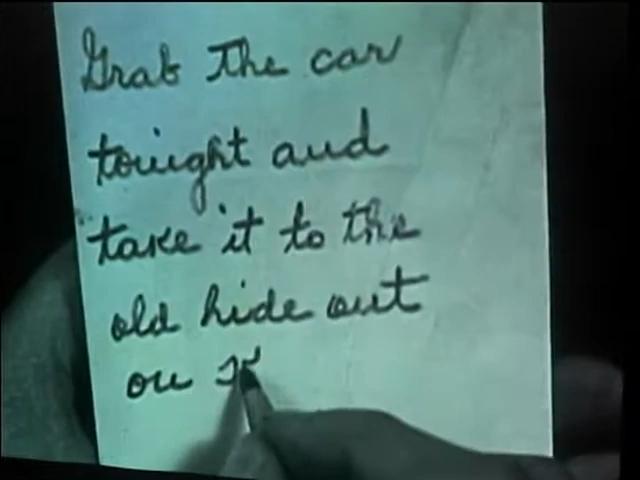 Grab the car
tonight and
take it to the
old hide out
on